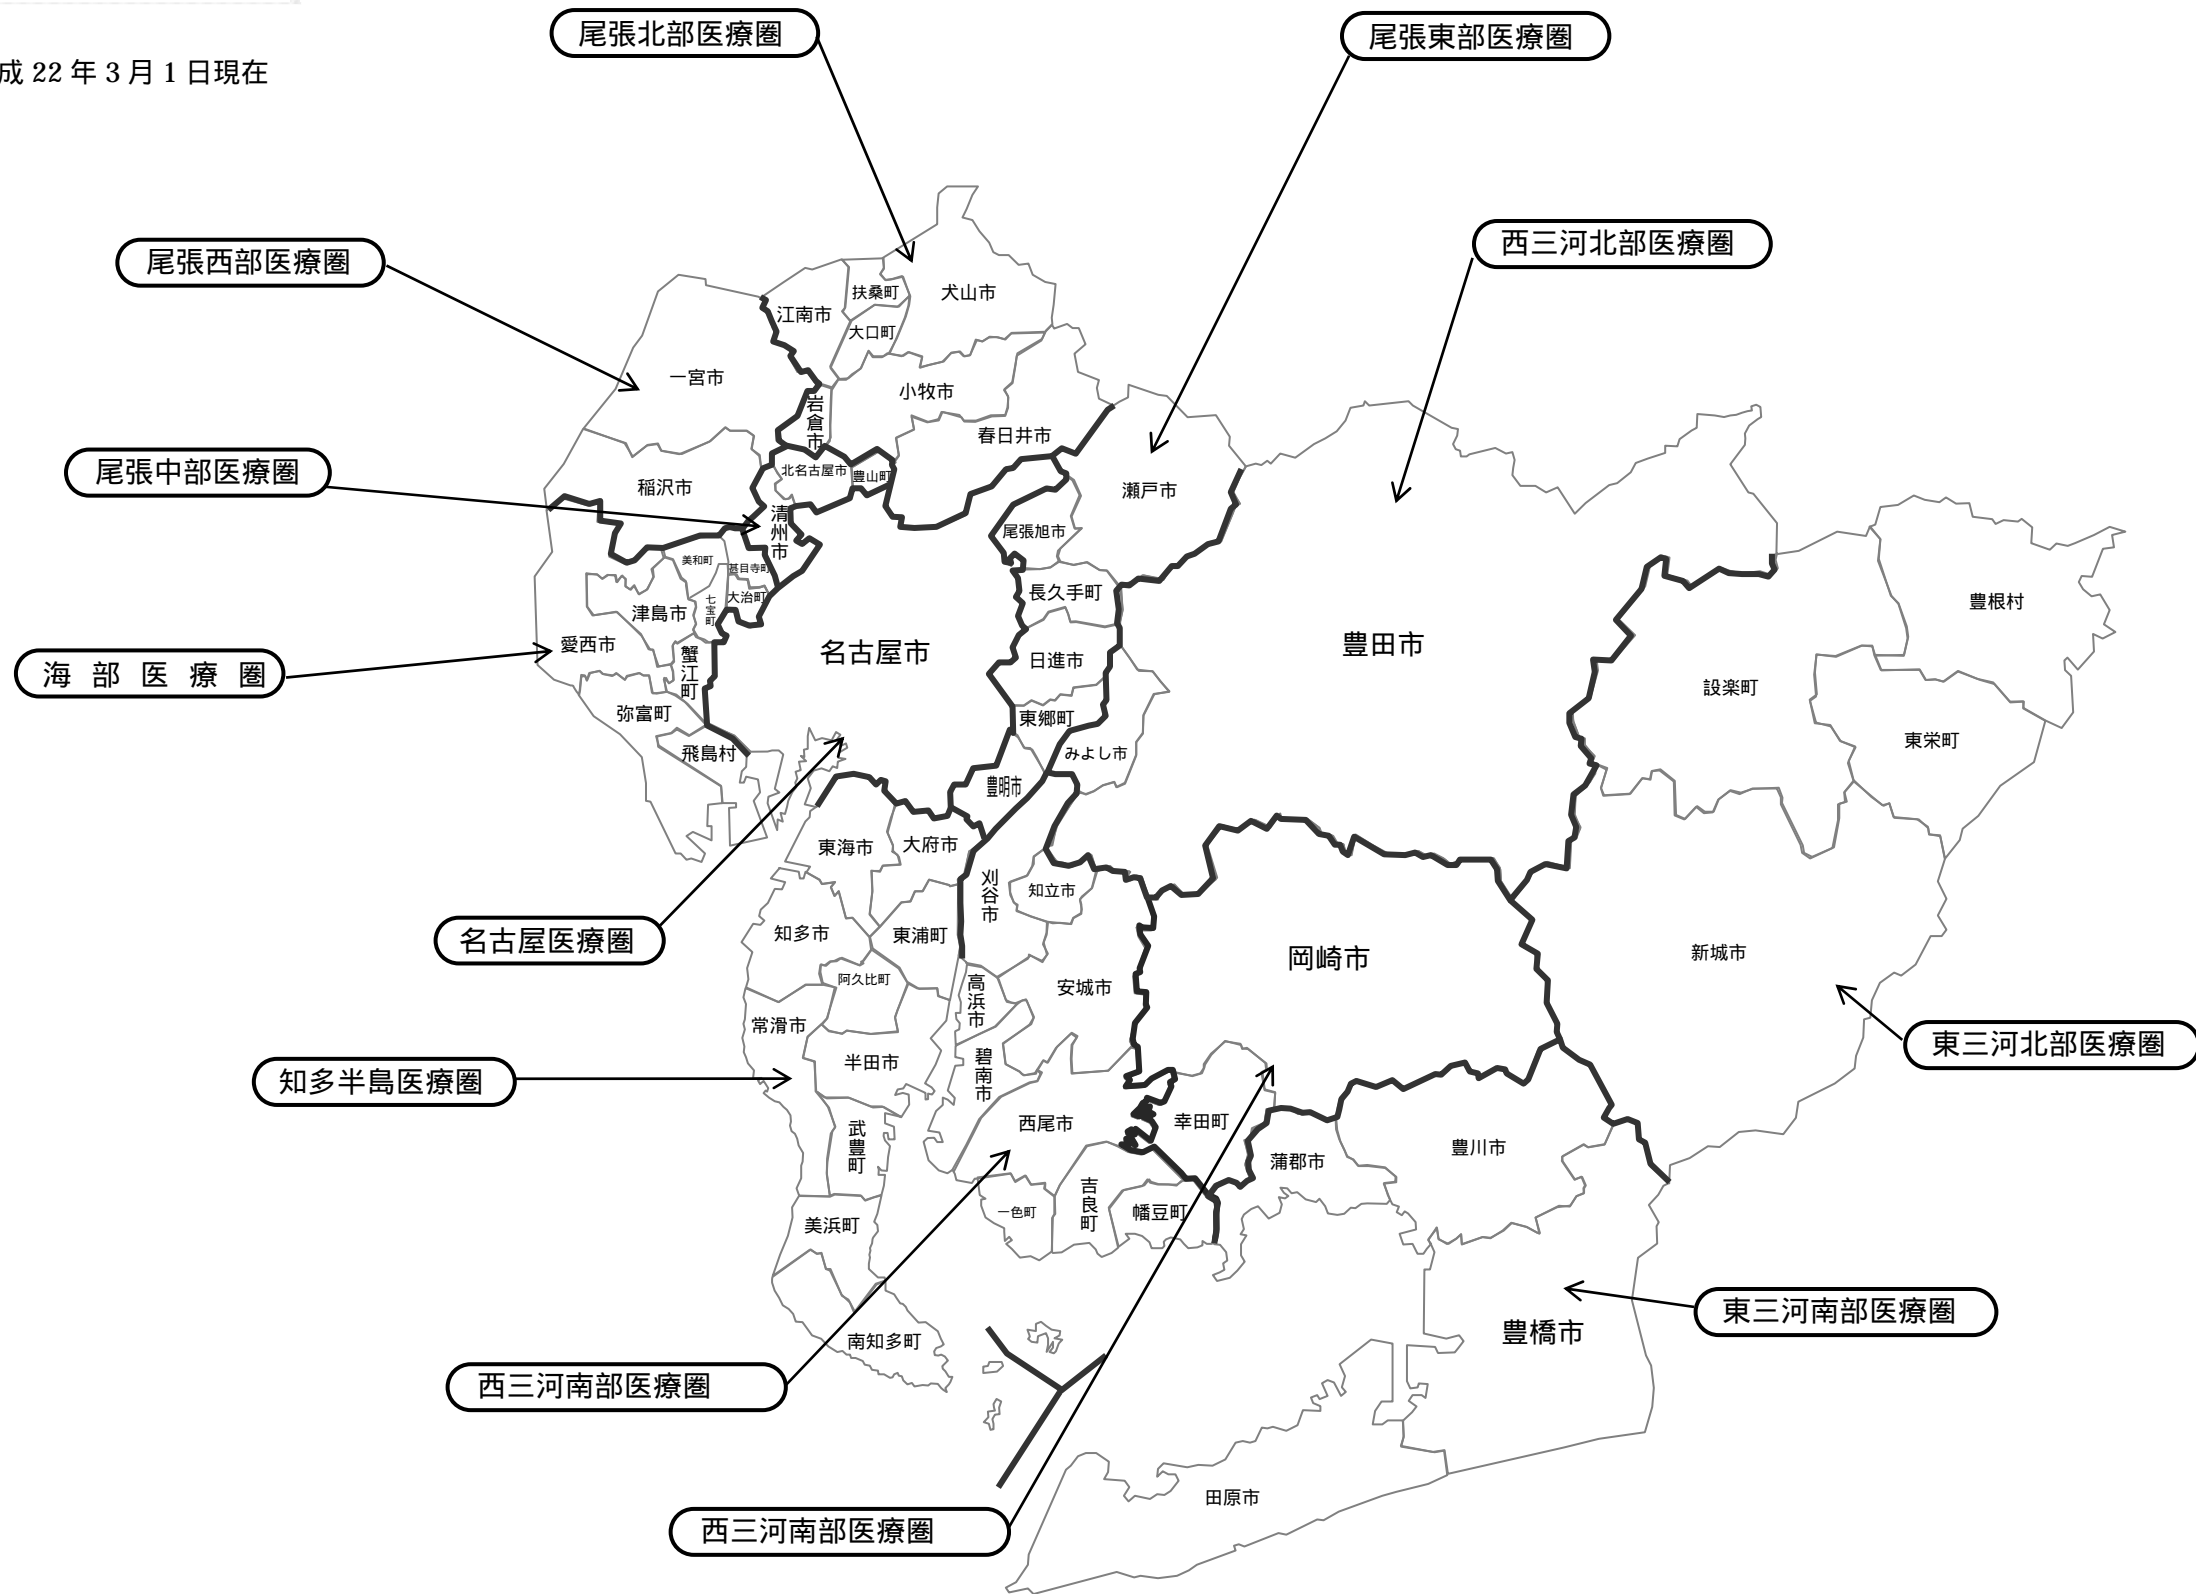 尾張北部医療圏
尾張東部医療圏
成 22 年 3 月 1 日現在
西三河北部医療圏
尾張西部医療圏
扶桑町
犬山市
江南市
大口町
一宮市
小牧市
岩倉市
春日井市
尾張中部医療圏
北名古屋市
豊山町
稲沢市
瀬戸市
清州市
尾張旭市
美和町
甚目寺町
長久手町
七宝町
大治町
豊根村
津島市
愛西市
名古屋市
豊田市
日進市
海部医療圏
蟹江町
設楽町
弥富町
東郷町
飛島村
みよし市
東栄町
豊明市
東海市
大府市
刈谷市
知立市
名古屋医療圏
知多市
東浦町
岡崎市
新城市
阿久比町
高浜市
安城市
常滑市
東三河北部医療圏
半田市
碧南市
知多半島医療圏
西尾市
幸田町
武豊町
蒲郡市
豊川市
美浜町
一色町
吉良町
幡豆町
東三河南部医療圏
豊橋市
南知多町
西三河南部医療圏
田原市
西三河南部医療圏